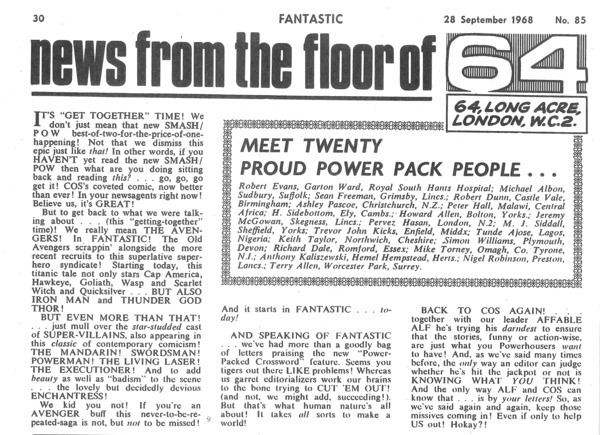 30
FANTASTIC
28 September 1968 No. 85
news from the floor of 64
64, LONG ACRE,
LONDON, W.C.2.
IT'S "GET TOGETHER" TIME! We
don't just mean that new SMASH/
POW best-of-two-for-the-price-of-one-
happening! Not that we dismiss this
epic just like that! In other words, if you
HAVEN'T yet read the new SMASH/
POW then what are you doing sitting
back and reading this? . . . go, go, go
get it! COS's coveted comic, now better
than ever! In your newsagents right now!
Believe us, it's GREAT!
But to get back to what we were talk-
ing about . . . (this "getting-together"
time)! We really mean THE AVEN-
GERS! In FANTASTIC! The Old
Avengers scrappin' alongside the more
recent recruits to this superlative super-
hero syndicate! Starting today, this
titanic tale not only stars Cap America,
Hawkeye, Goliath, Wasp and Scarlet
Witch and Quicksilver . . . BUT ALSO
IRON MAN and THUNDER GOD
THOR!
BUT EVEN MORE THAN THAT!
. . . just mull over the star-studded cast
of SUPER-VILLAINS, also appearing in
this classic of contemporary comicism!
THE MANDARIN! SWORDSMAN!
POWERMAN! THE LIVING LASER!
THE EXECUTIONER! And to add
beauty as well as "badism" to the scene
. . . the lovely but decidedly devious
ENCHANTRESS!
We kid you not! If you're an
AVENGER buff this never-to-be-re-
peated-saga is not, but not to be missed!
MEET TWENTY
PROUD POWER PACK PEOPLE . . .
Robert Evans, Garton Ward, Royal South Hants Hospital; Michael Albon,
Sudbury, Suffolk; Sean Freeman, Grimsby, Lincs.; Robert Dunn, Castle Vale,
Birmingham; Ashley Pascoe, Christchurch, N.Z.; Peter Hall, Malawi, Central
Africa; H. Sidebottom, Ely, Cambs.; Howard Allen, Bolton, Yorks.; Jeremy
McGowan, Skegness, Lincs.; Pervez Hasan, London, N.2; M. J. Siddall,
Sheffield, Yorks; Trevor John Kicks, Enfield, Middx; Tunde Ajose, Lagos,
Nigeria; Keith Taylor, Northwich, Cheshire; Simon Williams, Plymouth,
Devon; Richard Dale, Romford, Essex; Mike Torney, Omagh, Co. Tyrone,
N.I.; Anthony Kaliszewski, Hemel Hempstead, Herts.; Nigel Robinson, Preston,
Lancs.; Terry Allen, Worcester Park, Surrey.
And it starts in FANTASTIC . . . to-
day!
AND SPEAKING OF FANTASTIC
. . . we've had more than a goodly bag
of letters praising the new "Power-
Packed Crossword" feature. Seems you
tigers out there LIKE problems! Whereas
us garret editorializers work our brains
to the bone trying to CUT 'EM OUT!
(and not, we might add, succeeding!).
But that's what human nature's all
about! It takes all sorts to make a
world!
BACK TO COS AGAIN! . . .
together with our leader AFFABLE
ALF he's trying his darndest to ensure
that the stories, funny or action-wise,
are just what you Powerhousers want
to have! And, as we've said many times
before, the only way an editor can judge
whether he's hit the jackpot or not is
KNOWING WHAT YOU THINK!
And the only way ALF and COS can
know that . . . is by your letters! So, as
we've said again and again, keep those
missives coming in! Even if only to help
US out! Hokay?!